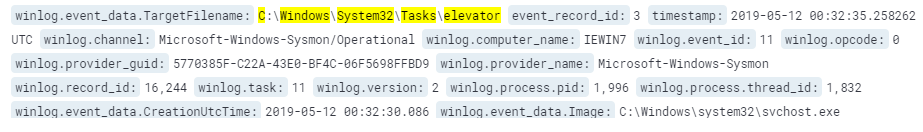 winlog.event_data.TargetFilename: C:\Windows\System32\Tasks\elevator event_record_id: 3 timestamp: 2019-05-12 00:32:35.258262
UTC winlog.channel: Microsoft-Windows-Sysmon/Operational winlog.computer_name: IEWIN7 winlog.event_id: 11 winlog.opcode: 0
winlog.provider_guid: 5770385F-C22A-43E0-BF4C-06F5698FFBD9 winlog.provider_name: Microsoft-Windows-Sysmon
winlog.record_id: 16,244 winlog.task: 11 winlog.version: 2 winlog.process.pid: 1,996 winlog.process.thread_id: 1,832
winlog.event_data.CreationUtcTime: 2019-05-12 00:32:30.086 winlog.event_data.Image: C:\Windows\system32\svchost.exe